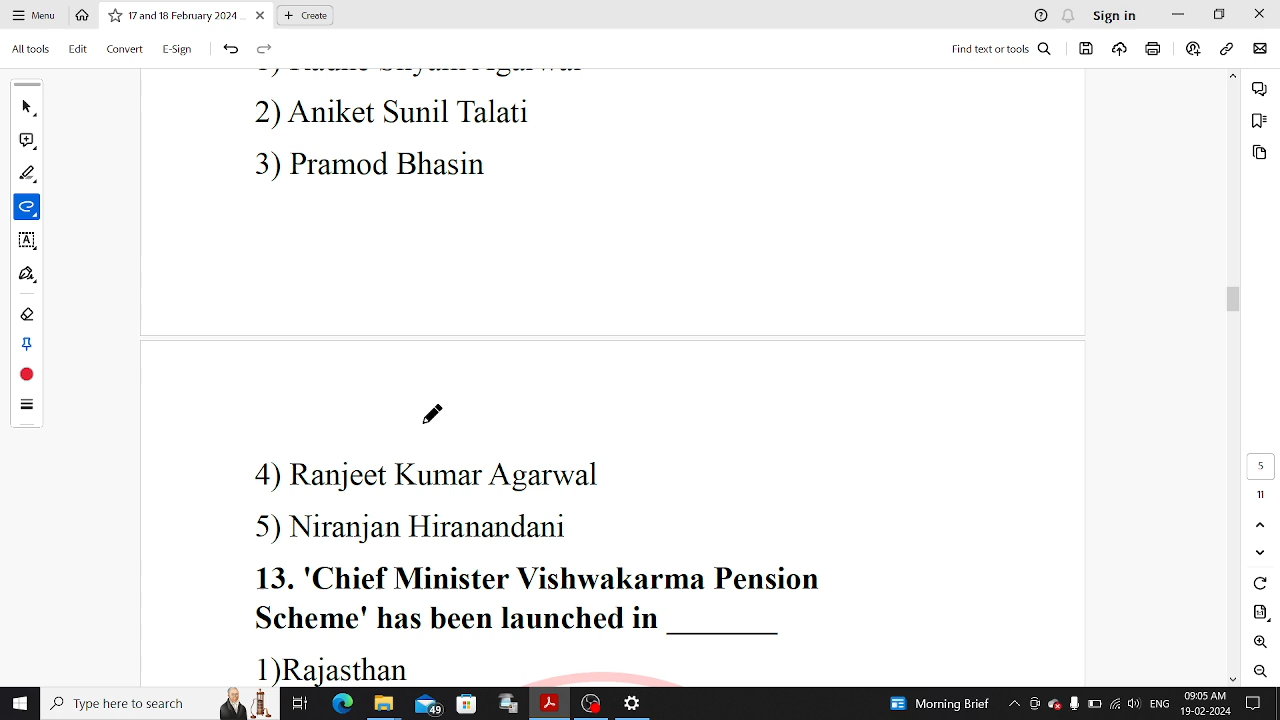 Menu
17 and 18 February 2024 ...
Create
Sign in
All tools
Edit
Convert
E-Sign
Find text or tools
2) Aniket Sunil Talati
3) Pramod Bhasin
4) Ranjeet Kumar Agarwal
5) Niranjan Hiranandani
13. 'Chief Minister Vishwakarma Pension
Scheme' has been launched in _______
1)Rajasthan
5
11
Type here to search
49
Morning Brief
ENG
09:05 AM
19-02-2024